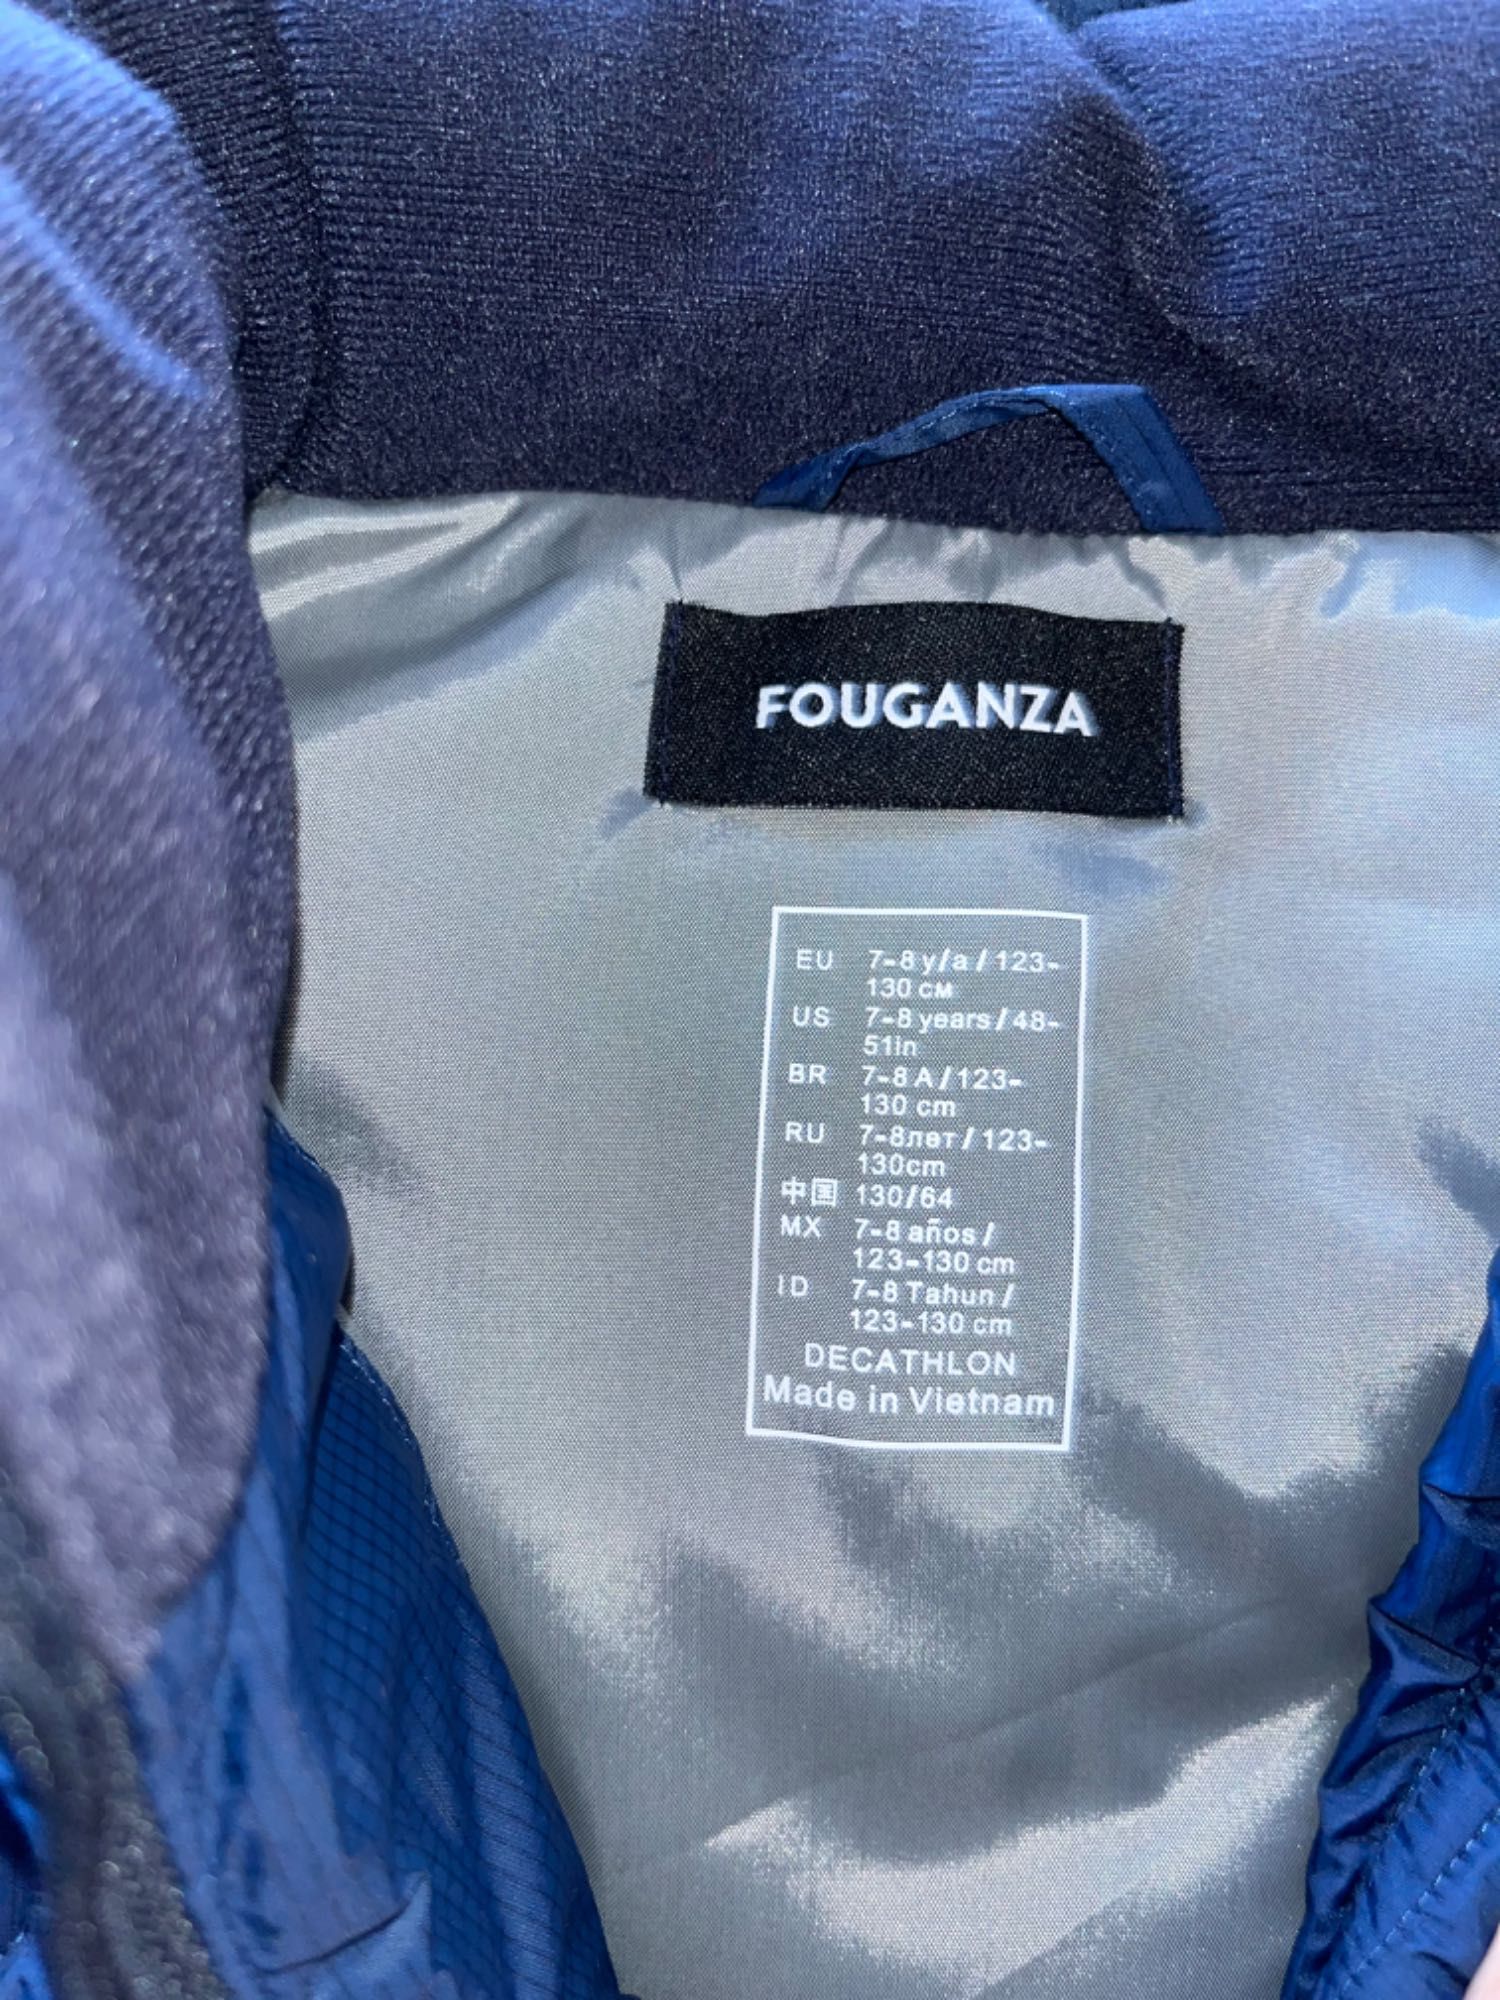 FOUGANZA
EU 7-8 y/a / 123-
130 см
US 7-8 years / 48-
51in
BR 7-8 A / 123-
130 cm
RU 7-8лет / 123-
130cm
中国 130/64
MX 7-8 años /
123-130 cm
ID 7-8 Tahun /
123-130 cm
DECATHLON
Made in Vietnam